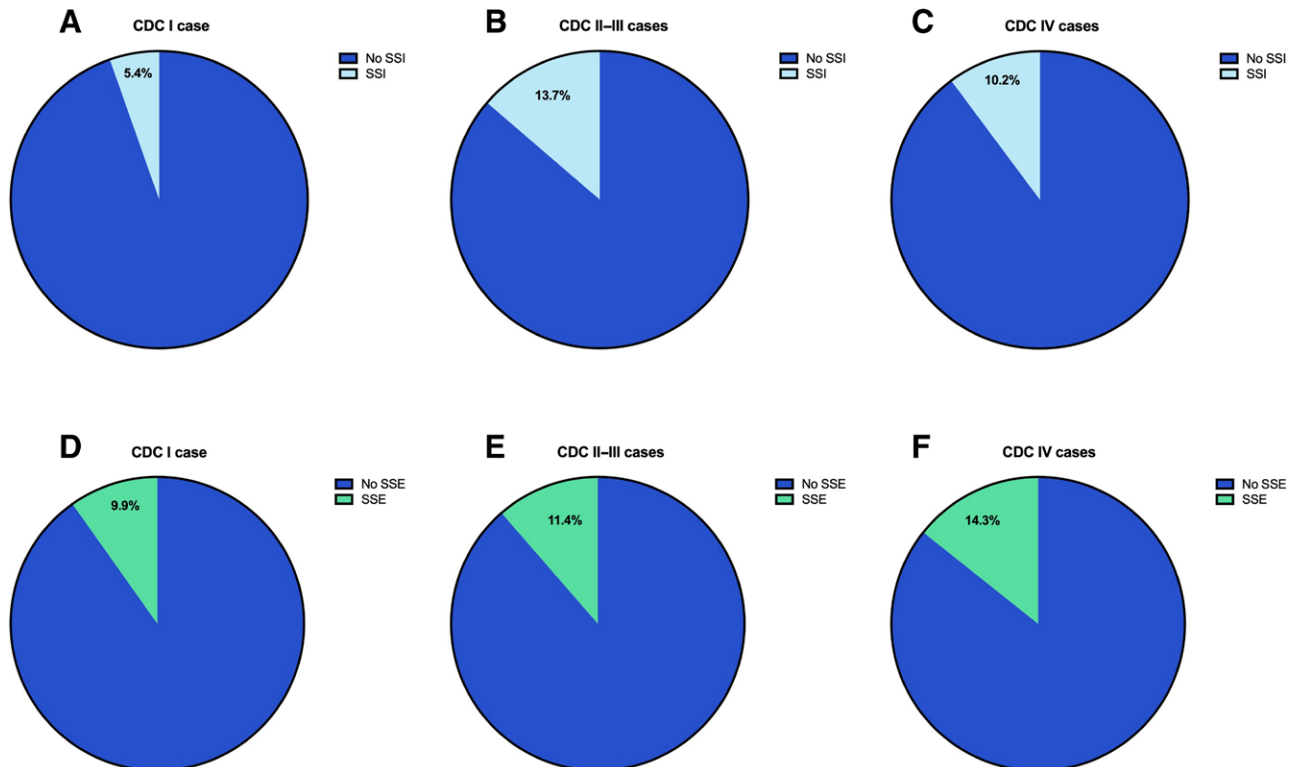 A
CDC I case
No SSI
SSI
5.4%
B
CDC II–III cases
No SSI
SSI
13.7%
C
CDC IV cases
No SSI
SSI
10.2%
D
CDC I case
No SSE
SSE
9.9%
E
CDC II–III cases
No SSE
SSE
11.4%
F
CDC IV cases
No SSE
SSE
14.3%